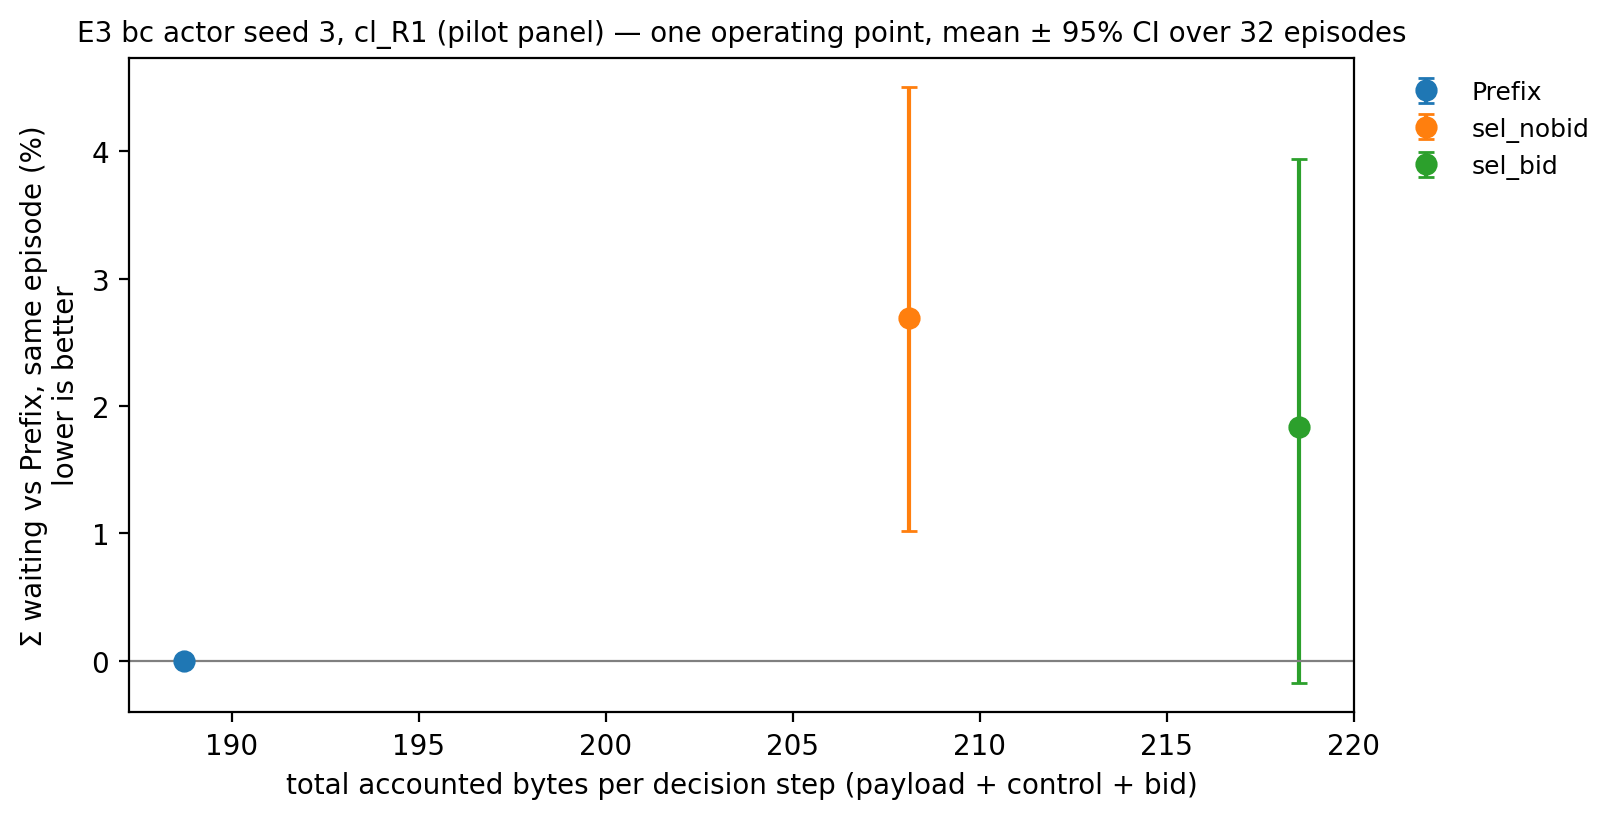 E3 bc actor seed 3, cl_R1 (pilot panel) — one operating point, mean ± 95% CI over 32 episodes
Σ waiting vs Prefix, same episode (%)
lower is better
4
3
2
1
0
190
195
200
205
210
215
220
total accounted bytes per decision step (payload + control + bid)
Prefix
sel_nobid
sel_bid